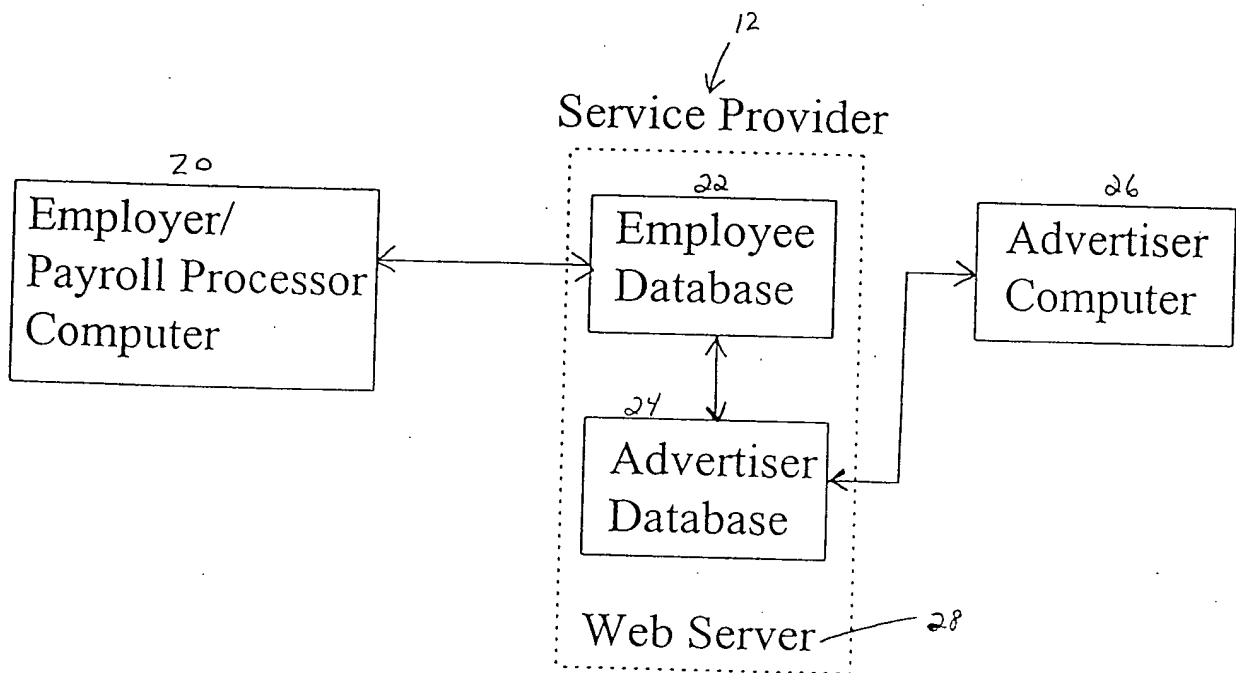 12
Service Provider
20
Employer/
Payroll Processor
Computer
22
Employee
Database
26
Advertiser
Computer
24
Advertiser
Database
Web Server
28